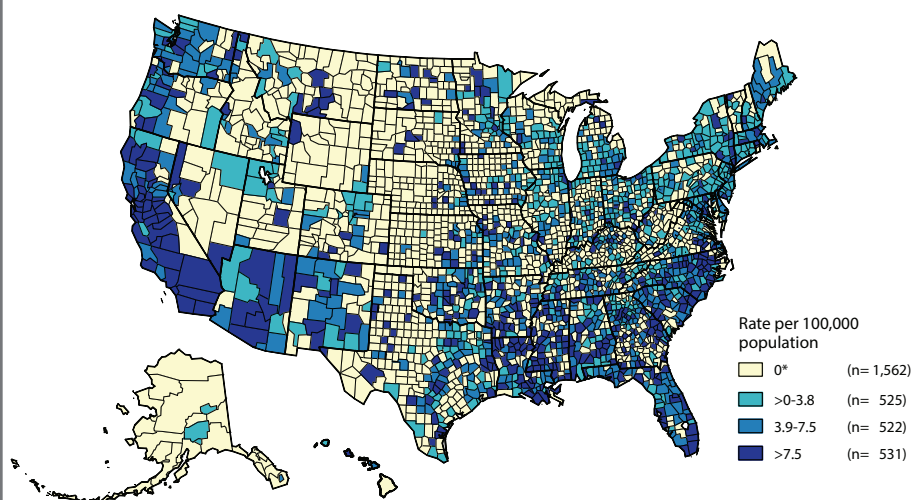 Rate per 100,000
population
0* (n= 1,562)
>0-3.8 (n= 525)
3.9-7.5 (n= 522)
>7.5 (n= 531)